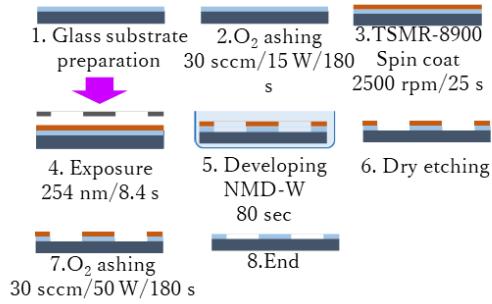 1. Glass substrate
preparation
2.O₂ ashing
30 sccm/15 W/180
s
3.TSMR-8900
Spin coat
2500 rpm/25 s
4. Exposure
254 nm/8.4 s
5. Developing
NMD-W
80 sec
6. Dry etching
7.O₂ ashing
30 sccm/50 W/180 s
8.End